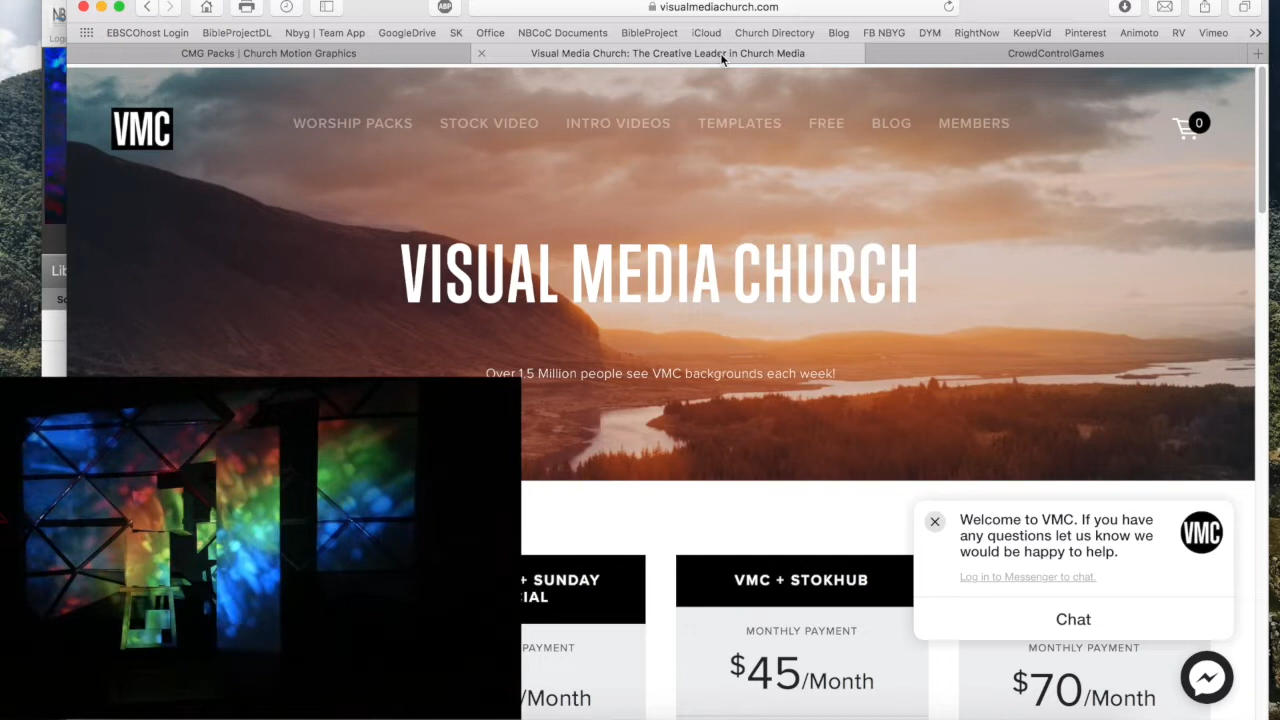 visualmediachurch.com
EBSCOhost Login BibleProjectDL Nbyg | Team App GoogleDrive SK Office NBCoC Documents BibleProject iCloud Church Directory Blog FB NBYG DYM RightNow KeepVid Pinterest Animoto RV Vimeo
CMG Packs | Church Motion Graphics Visual Media Church: The Creative Leader in Church Media CrowdControlGames
VMC WORSHIP PACKS STOCK VIDEO INTRO VIDEOS TEMPLATES FREE BLOG MEMBERS 0
VISUAL MEDIA CHURCH
Over 1.5 Million people see VMC backgrounds each week!
Welcome to VMC. If you have
any questions let us know we
would be happy to help.
VMC
Log in to Messenger to chat.
Chat
+ SUNDAY
VMC + STOKHUB
MONTHLY PAYMENT
$45/Month
PAYMENT
/Month
MONTHLY PAYMENT
$70/Month
ABP